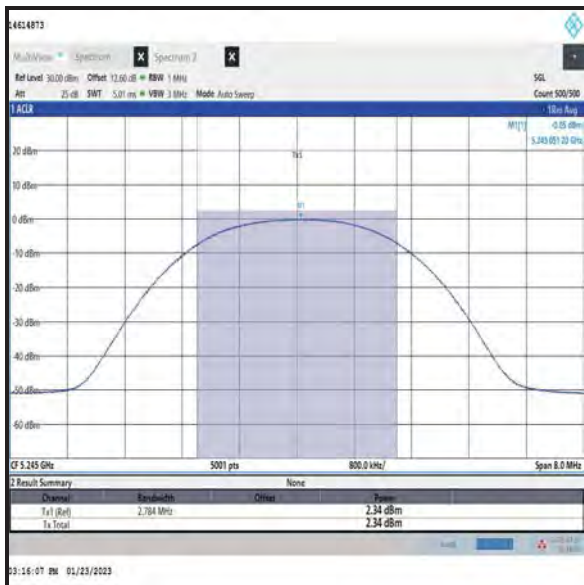 14614873
MultiView Spectrum X Spectrum 2 X
Ref Level 30.00 dBm Offset 12.60 dB RBW 1 MHz SGL
Att 25 dB SWT 5.01 ms VBW 3 MHz Mode Auto Sweep Count 500/500
1 ACLR 1Rm Avg
M1[1] -0.05 dBm
5.245 051 20 GHz
Tx1
20 dBm
10 dBm
M1
0 dBm
-10 dBm
-20 dBm
-30 dBm
-40 dBm
-50 dBm
-60 dBm
CF 5.245 GHz 5001 pts 800.0 kHz/ Span 8.0 MHz
2 Result Summary None
Channel Bandwidth Offset Power
Tx1 (Ref) 2.784 MHz 2.34 dBm
Tx Total 2.34 dBm
03:16:07 PM 01/23/2023